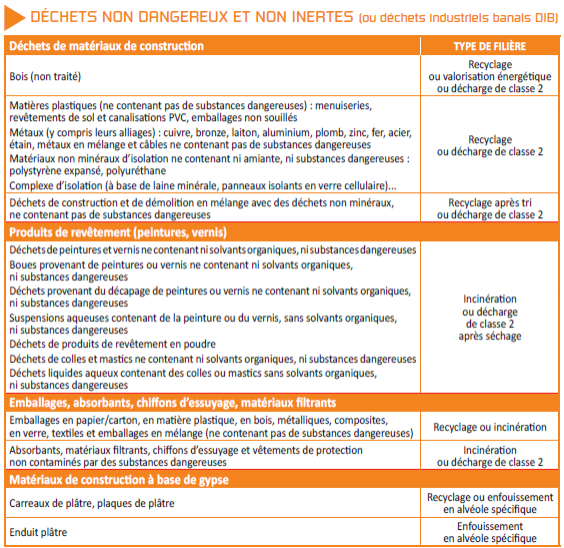 DÉCHETS NON DANGEREUX ET NON INERTES (ou déchets industriels banals DIB)
Déchets de matériaux de construction
TYPE DE FILIÈRE
Bois (non traité)
Recyclage
ou valorisation énergétique
ou décharge de classe 2
Matières plastiques (ne contenant pas de substances dangereuses) : menuiseries,
revêtements de sol et canalisations PVC, emballages non souillés
Métaux (y compris leurs alliages) : cuivre, bronze, laiton, aluminium, plomb, zinc, fer, acier,
étain, métaux en mélange et câbles ne contenant pas de substances dangereuses
Matériaux non minéraux d'isolation ne contenant ni amiante, ni substances dangereuses :
polystyrène expansé, polyuréthane
Complexe d'isolation (à base de laine minérale, panneaux isolants en verre cellulaire)...
Recyclage
ou décharge de classe 2
Déchets de construction et de démolition en mélange avec des déchets non minéraux,
ne contenant pas de substances dangereuses
Recyclage après tri
ou décharge de classe 2
Produits de revêtement (peintures, vernis)
Déchets de peintures et vernis ne contenant ni solvants organiques, ni substances dangereuses
Boues provenant de peintures ou vernis ne contenant ni solvants organiques,
ni substances dangereuses
Déchets provenant du décapage de peintures ou vernis ne contenant ni solvants organiques,
ni substances dangereuses
Suspensions aqueuses contenant de la peinture ou du vernis, sans solvants organiques,
ni substances dangereuses
Déchets de produits de revêtement en poudre
Déchets de colles et mastics ne contenant ni solvants organiques, ni substances dangereuses
Déchets liquides aqueux contenant des colles ou mastics sans solvants organiques,
ni substances dangereuses
Incinération
ou décharge
de classe 2
après séchage
Emballages, absorbants, chiffons d'essuyage, matériaux filtrants
Emballages en papier/carton, en matière plastique, en bois, métalliques, composites,
en verre, textiles et emballages en mélange (ne contenant pas de substances dangereuses)
Recyclage ou incinération
Absorbants, matériaux filtrants, chiffons d'essuyage et vêtements de protection
non contaminés par des substances dangereuses
Incinération
ou décharge de classe 2
Matériaux de construction à base de gypse
Carreaux de plâtre, plaques de plâtre
Recyclage ou enfouissement
en alvéole spécifique
Enduit plâtre
Enfouissement
en alvéole spécifique